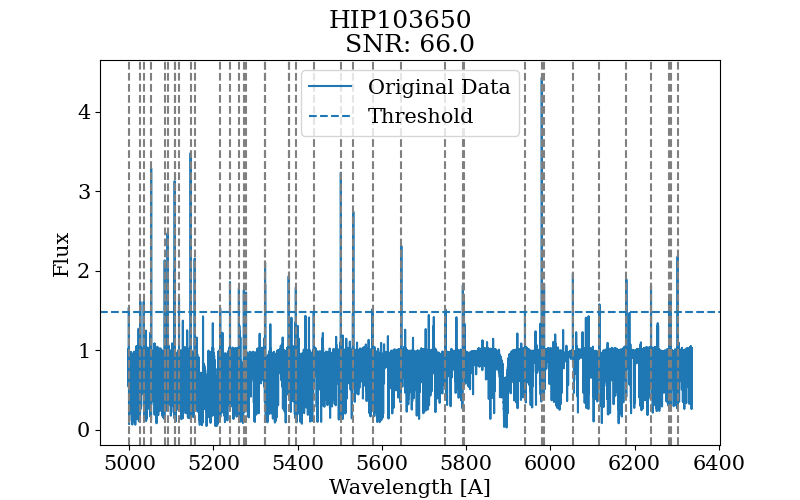 HIP103650
SNR: 66.0
Original Data
Threshold
Flux
4
3
2
1
0
5000 5200 5400 5600 5800 6000 6200 6400
Wavelength [A]